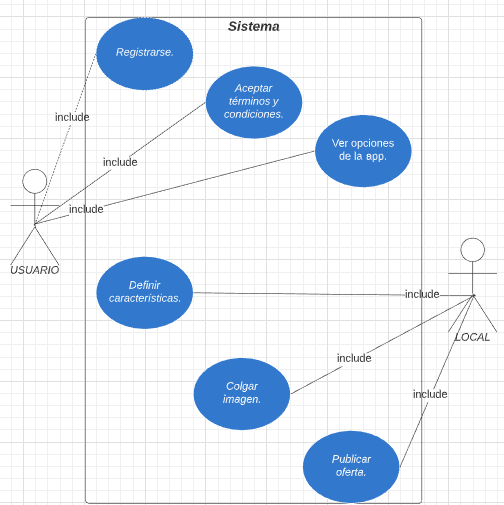 Sistema
Registrarse.
Aceptar
términos y
condiciones.
include
Ver opciones
de la app.
include
include
USUARIO
Definir
características.
include
LOCAL
include
Colgar
imagen.
include
Publicar
oferta.